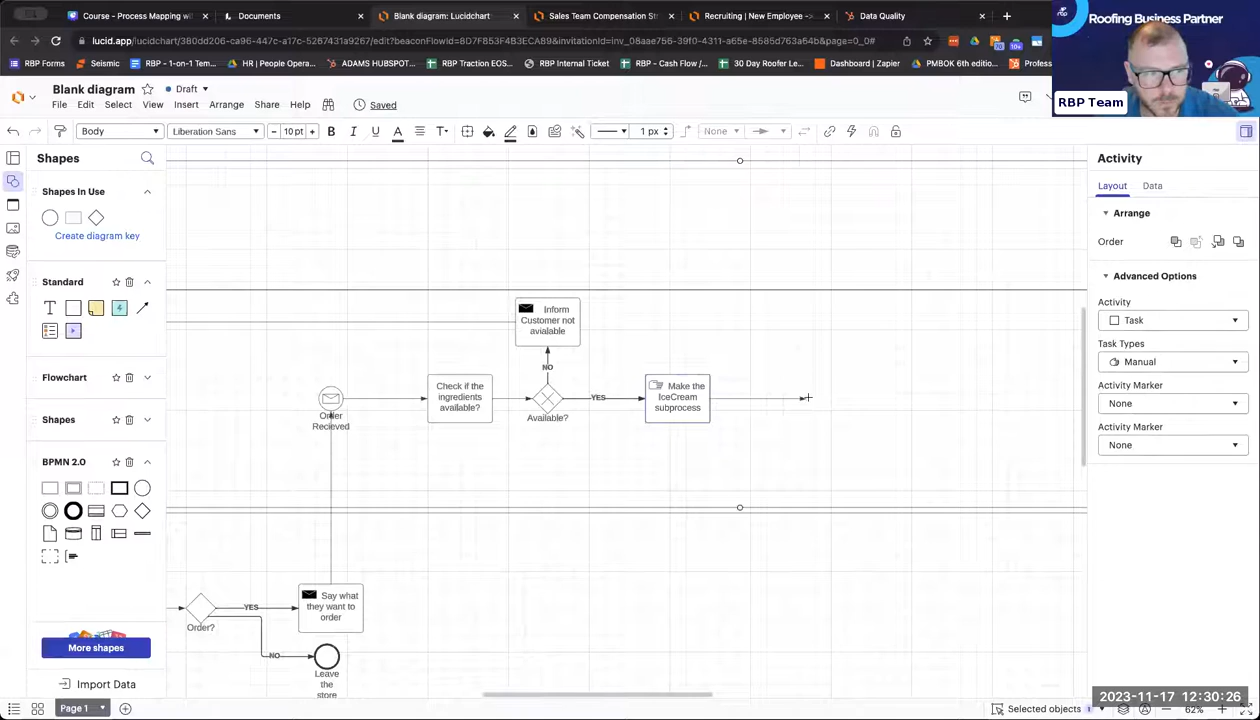 Course - Process Mapping wi
Documents
Blank diagram: Lucidchart
Sales Team Compensation St
Recruiting | New Employee ->
Data Quality
lucid.app/lucidchart/380dd206-ca96-447c-a17c-5267431a9267/edit?beaconFlowId=8D7F853F4B3ECA89&invitationId=inv_08aae756-39f0-4311-a65e-8585d763a64b&page=0_0#
RBP Forms
Seismic
RBP - 1-on-1 Tem...
HR | People Opera...
ADAMS HUBSPOT...
RBP Traction EOS...
RBP Internal Ticket
RBP - Cash Flow /...
30 Day Roofer Le...
Dashboard | Zapier
PMBOK 6th editio...
Profess
Roofing Business Partner
RBP Team
Blank diagram
Draft
File Edit Select View Insert Arrange Share Help
Saved
Body
Liberation Sans
10 pt
1 px
None
Shapes
Shapes In Use
Create diagram key
Standard
Flowchart
Shapes
BPMN 2.0
More shapes
Import Data
Inform
Customer not
avialable
NO
Order
Recieved
Check if the
ingredients
available?
Available?
YES
Make the
IceCream
subprocess
Order?
YES
Say what
they want to
order
NO
Leave
the
store
Activity
Layout Data
Arrange
Order
Advanced Options
Activity
Task
Task Types
Manual
Activity Marker
None
Activity Marker
None
Page 1
Selected objects 1
62%
2023-11-17 12:30:26